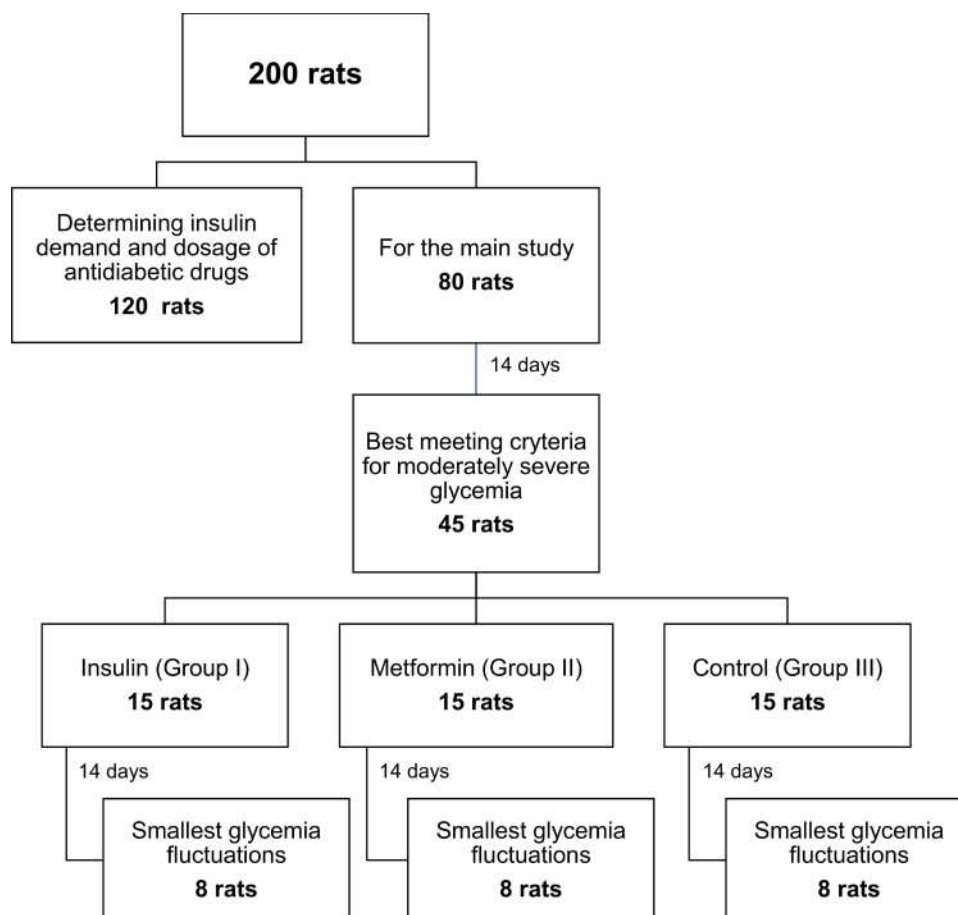 200 rats
Determining insulin
demand and dosage of
antidiabetic drugs
120 rats
For the main study
80 rats
14 days
Best meeting cryteria
for moderately severe
glycemia
45 rats
Insulin (Group I)
15 rats
Metformin (Group II)
15 rats
Control (Group III)
15 rats
14 days
14 days
14 days
Smallest glycemia
fluctuations
8 rats
Smallest glycemia
fluctuations
8 rats
Smallest glycemia
fluctuations
8 rats